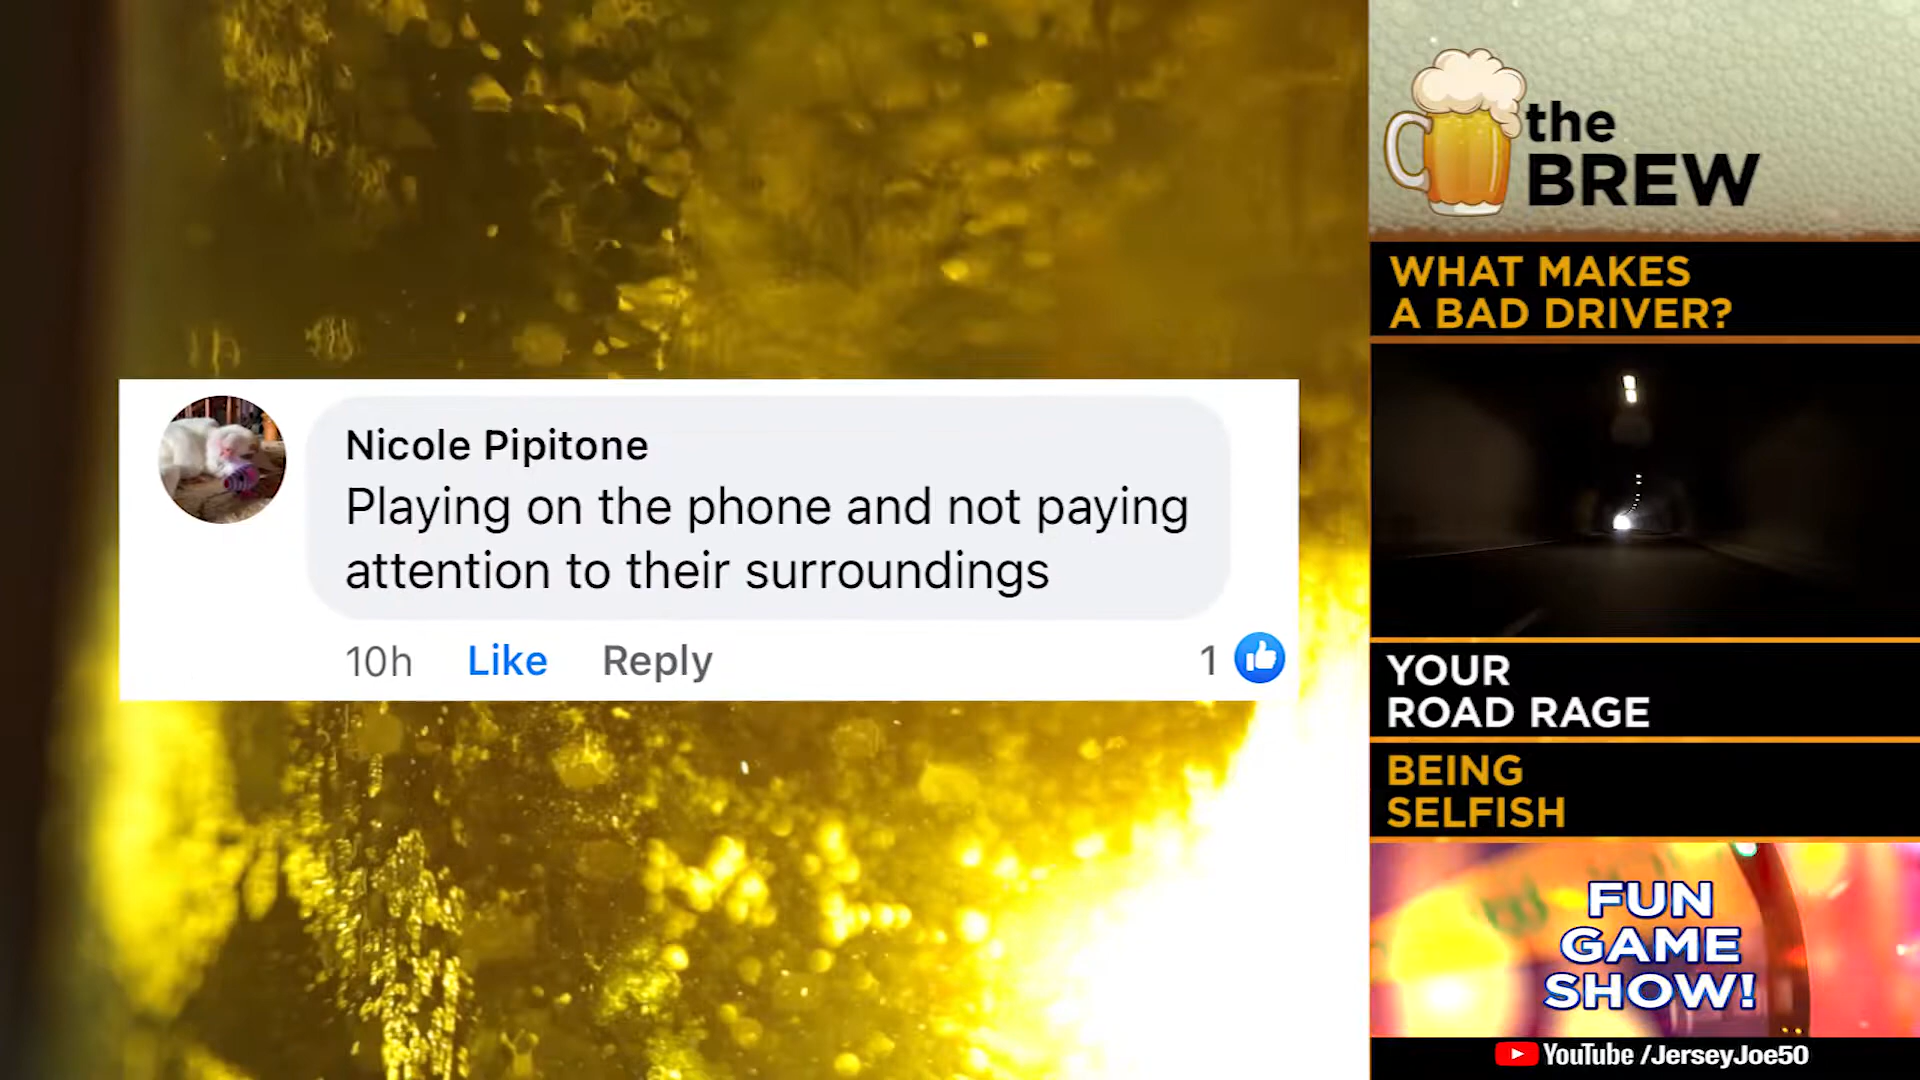 Nicole Pipitone
Playing on the phone and not paying
attention to their surroundings
10h Like Reply 1
the
BREW
WHAT MAKES
A BAD DRIVER?
YOUR
ROAD RAGE
BEING
SELFISH
FUN
GAME
SHOW!
YouTube /JerseyJoe50